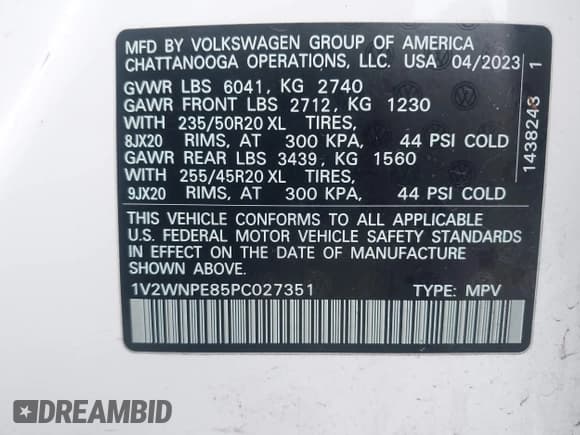 MFD BY VOLKSWAGEN GROUP OF AMERICA
CHATTANOOGA OPERATIONS, LLC. USA 04/2023
GVWR LBS 6041, KG 2740
GAWR FRONT LBS 2712, KG 1230
WITH 235/50R20 XL TIRES,
8JX20 RIMS, AT 300 KPA, 44 PSI COLD
GAWR REAR LBS 3439, KG 1560
WITH 255/45R20 XL TIRES,
9JX20 RIMS, AT 300 KPA, 44 PSI COLD
THIS VEHICLE CONFORMS TO ALL APPLICABLE
U.S. FEDERAL MOTOR VEHICLE SAFETY STANDARDS
IN EFFECT ON THE DATE OF MANUFACTURE
SHOWN ABOVE.
1V2WNPE85PC027351 TYPE: MPV
1438243 1
DREAMBID